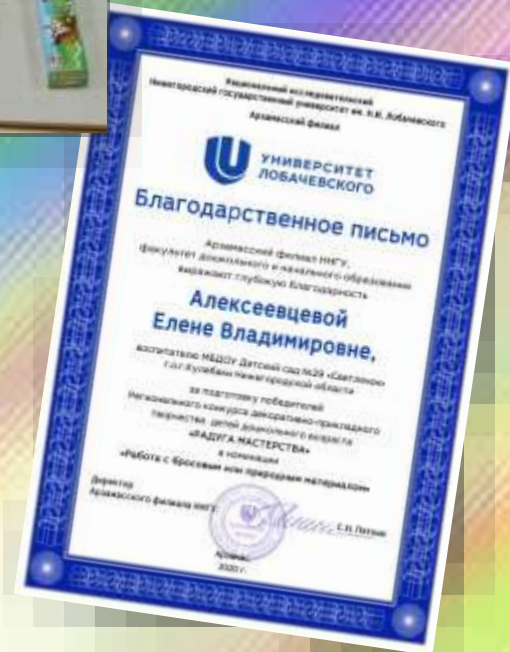 Национальный исследовательский
Нижегородский государственный университет им. Н.И. Лобачевского
Арзамасский филиал
УНИВЕРСИТЕТ
ЛОБАЧЕВСКОГО
Благодарственное письмо
Арзамасский филиал ННГУ,
факультет дошкольного и начального образования
выражают глубокую благодарность
Алексеевцевой
Елене Владимировне,
воспитателю МБДОУ Детский сад №29 «Светлячок»
г.о.г.Кулебаки Нижегородской области
за подготовку победителей
Регионального конкурса декоративно-прикладного
творчества детей дошкольного возраста
«РАДУГА МАСТЕРСТВА»
в номинации
«Работа с бросовым или природным материалом»
Директор
Арзамасского филиала ННГУ
Арзамас
2020 г.